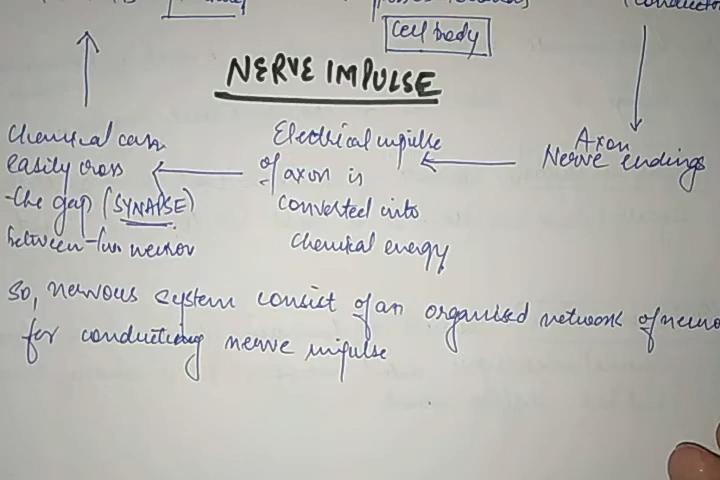 Cell body
NERVE IMPULSE
Chemical can
easily cross
the gap (SYNAPSE)
between two neuron
Electrical impulse
of axon is
converted into
chemical energy
Axon
Nerve endings
So, nervous system consist of an organised network of neuro
for conducting nerve impulse